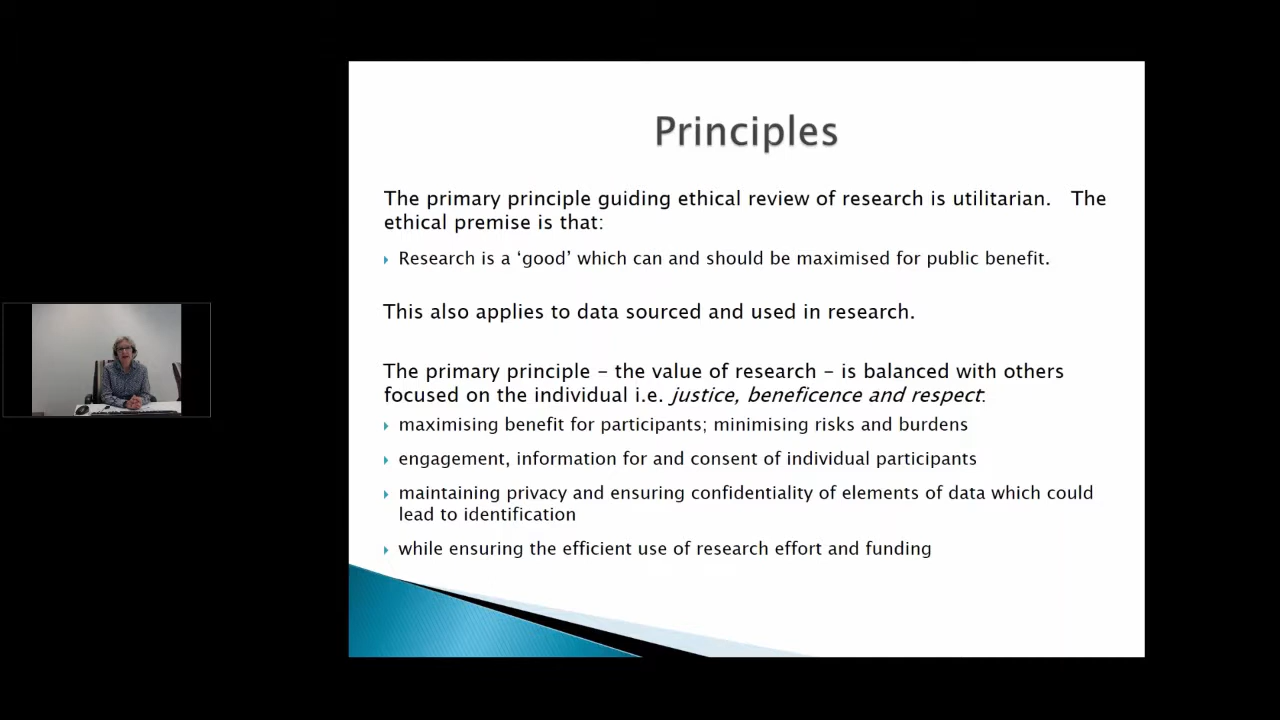 Principles
The primary principle guiding ethical review of research is utilitarian. The
ethical premise is that:
Research is a ‘good’ which can and should be maximised for public benefit.
This also applies to data sourced and used in research.
The primary principle – the value of research – is balanced with others
focused on the individual i.e. justice, beneficence and respect:
maximising benefit for participants; minimising risks and burdens
engagement, information for and consent of individual participants
maintaining privacy and ensuring confidentiality of elements of data which could
lead to identification
while ensuring the efficient use of research effort and funding